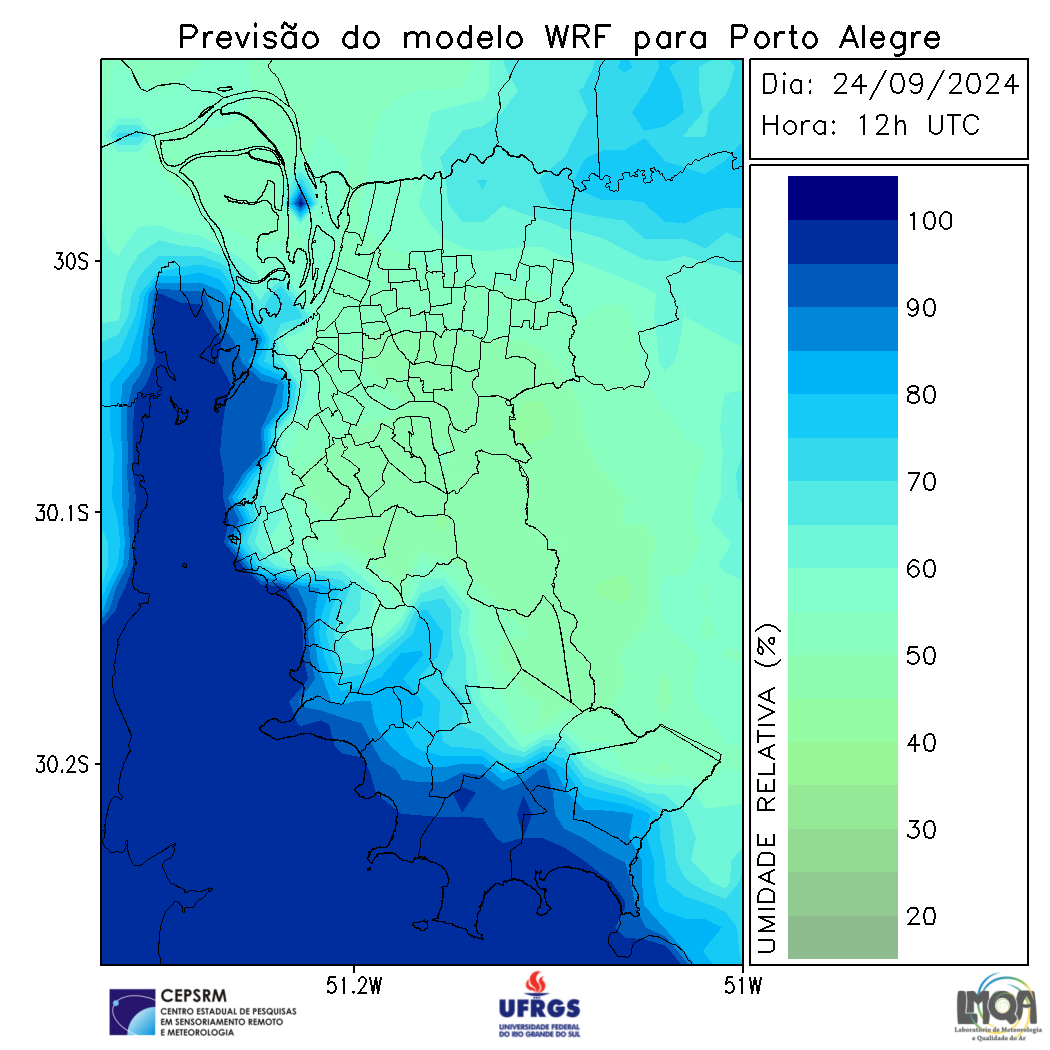 Previsão do modelo WRF para Porto Alegre
Dia: 24/09/2024
Hora: 12h UTC
30S
30.1S
30.2S
51.2W
51W
UMIDADE RELATIVA (%)
100
90
80
70
60
50
40
30
20
CEPSRM
CENTRO ESTADUAL DE PESQUISAS
EM SENSORIAMENTO REMOTO
E METEOROLOGIA
UFRGS
UNIVERSIDADE FEDERAL
DO RIO GRANDE DO SUL
LMQA
Laboratório de Meteorologia
e Qualidade do Ar